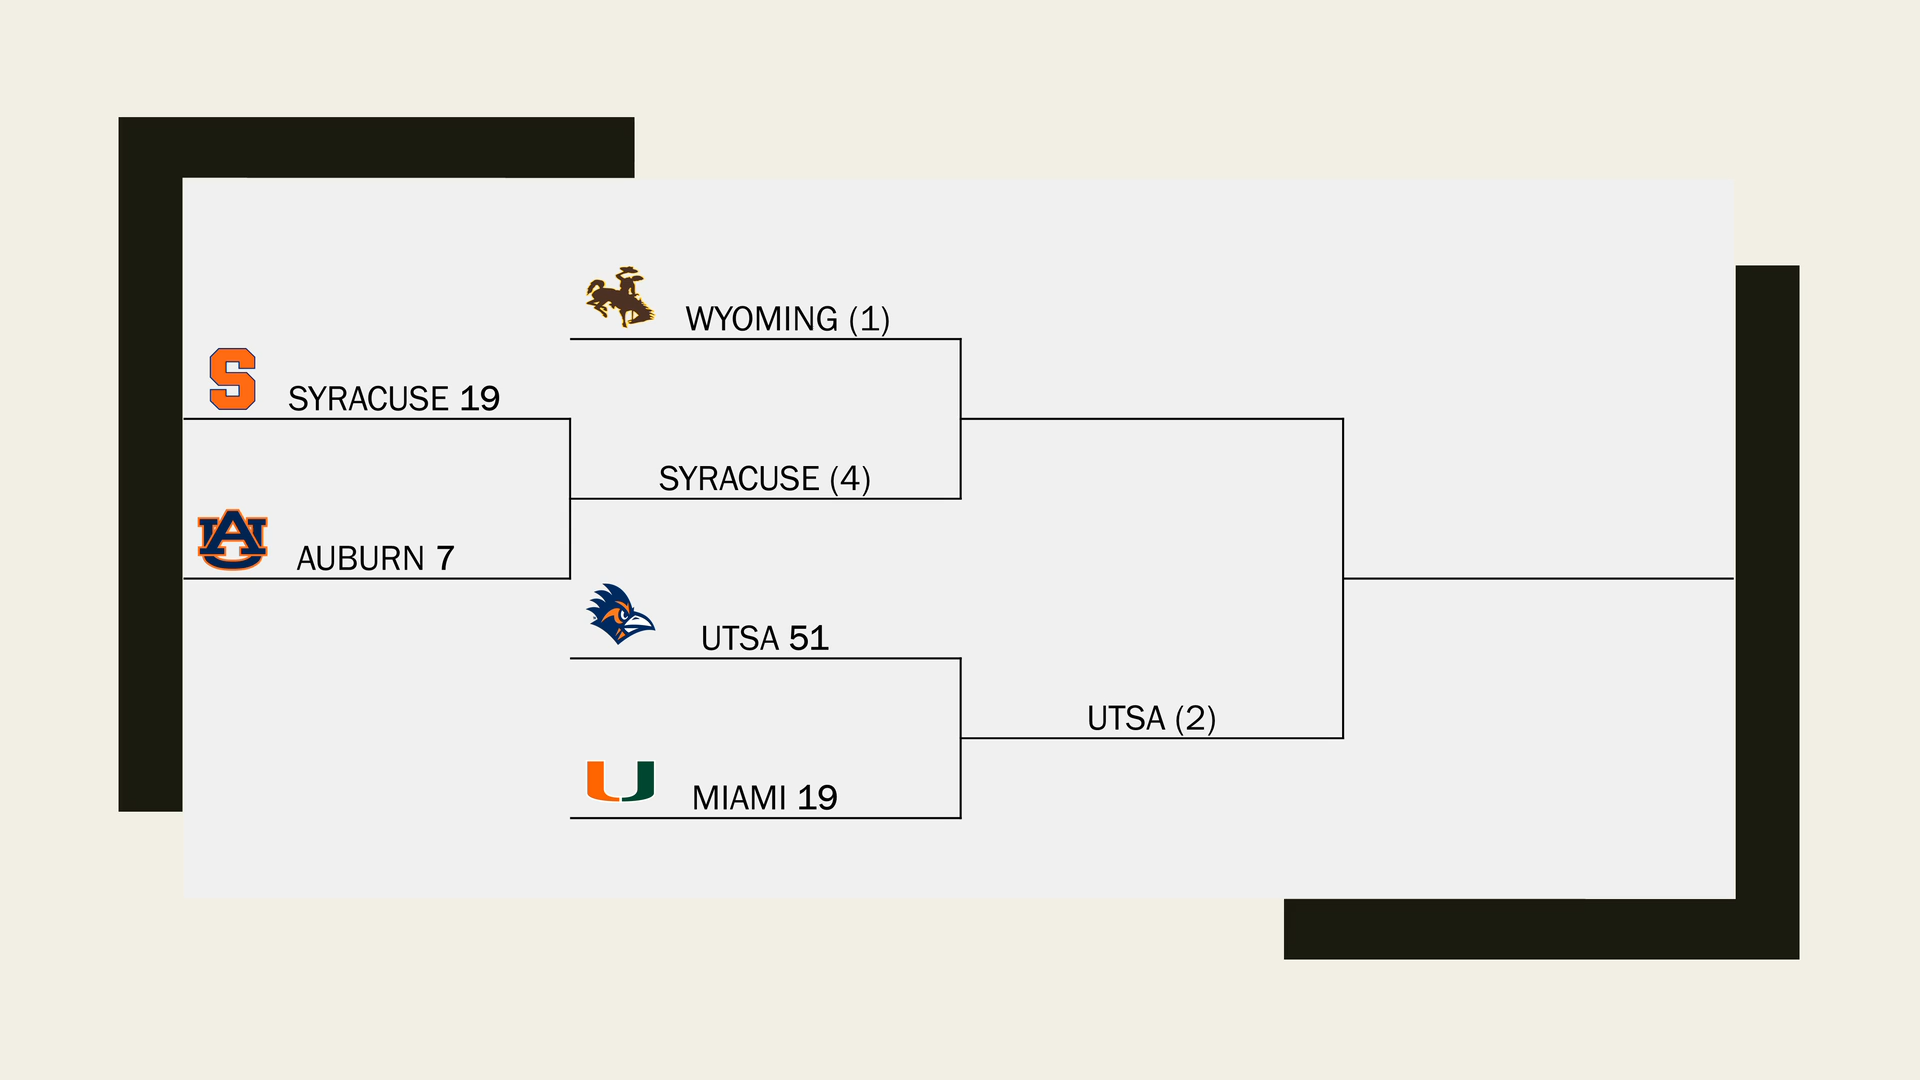 WYOMING (1)
SYRACUSE 19
SYRACUSE (4)
AUBURN 7
UTSA 51
UTSA (2)
MIAMI 19